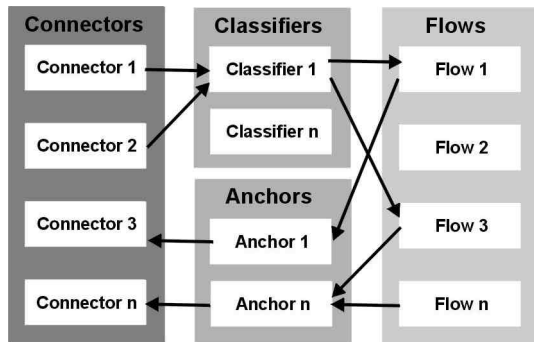 Connectors
Connector 1
Connector 2
Connector 3
Connector n
Classifiers
Classifier 1
Classifier n
Anchors
Anchor 1
Anchor n
Flows
Flow 1
Flow 2
Flow 3
Flow n